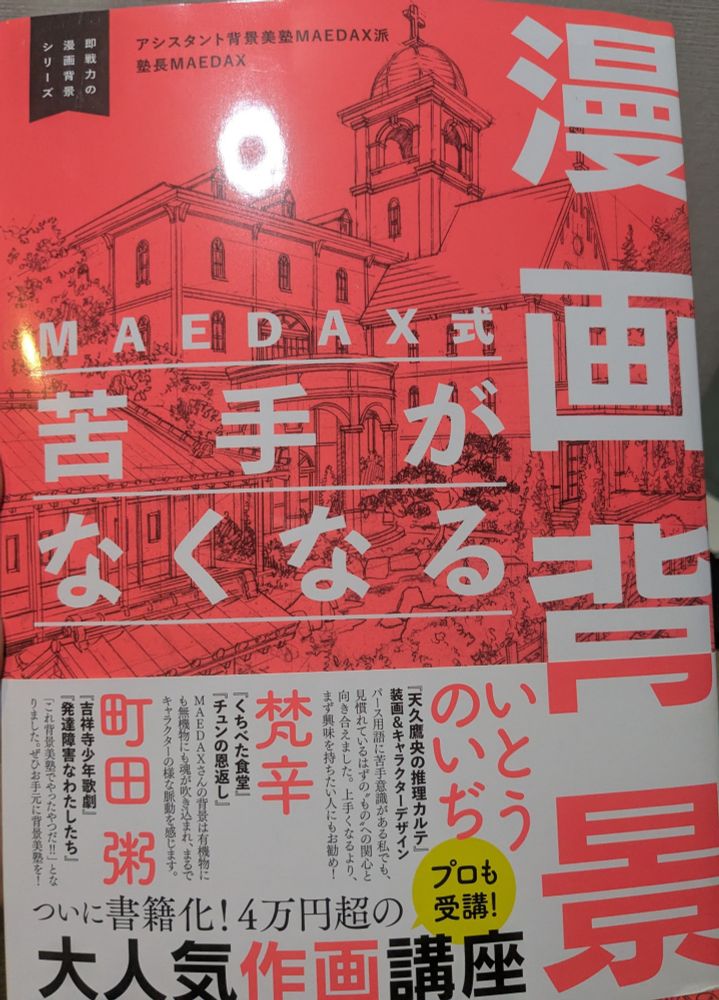 即戦力の
漫画背景
シリーズ
アシスタント背景美塾MAEDAX派
塾長MAEDAX
漫画背景
MAEDAX式
苦手が
なくなる
いとう
のいぢ
『天久鷹央の推理カルテ』
装画&キャラクターデザイン
パース用語に苦手意識がある私でも、
見慣れているはずの“もの”への関心と
向き合えました。上手くなるより、
まず興味を持ちたい人にもお勧め!
梵辛
『くちべた食堂』
『チュンの恩返し』
MAEDAXさんの背景は有機物に
も無機物にも魂が吹き込まれ、まるで
キャラクターの様な脈動を感じます。
町田 粥
『吉祥寺少年歌劇』
『発達障害なわたしたち』
「これ背景美塾でやったやつだ!!」とな
りました。ぜひお手元に背景美塾を!
プロも
受講!
ついに書籍化!4万円超の
大人気作画講座